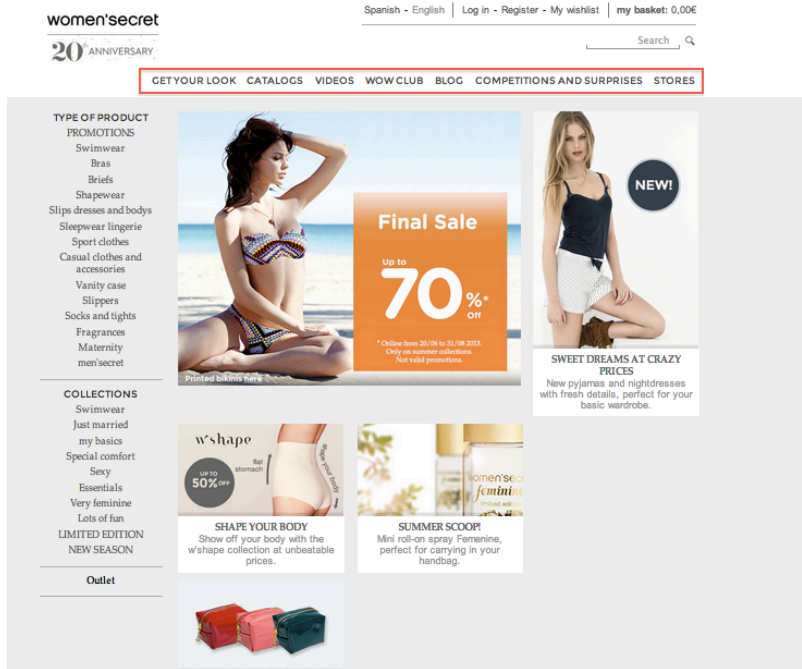 women'secret
20th ANNIVERSARY
Spanish - English | Log in - Register - My wishlist | my basket: 0,00€
Search
GET YOUR LOOK CATALOGS VIDEOS WOW CLUB BLOG COMPETITIONS AND SURPRISES STORES
TYPE OF PRODUCT
PROMOTIONS
Swimwear
Bras
Briefs
Shapewear
Slips dresses and bodys
Sleepwear lingerie
Sport clothes
Casual clothes and
accessories
Vanity case
Slippers
Socks and tights
Fragrances
Maternity
men'secret
COLLECTIONS
Swimwear
Just married
my basics
Special comfort
Sexy
Essentials
Very feminine
Lots of fun
LIMITED EDITION
NEW SEASON
Outlet
Final Sale
Up to
70%*
Off
* Online from 20/06 to 31/08 2013.
Only on summer collections.
Not valid promotions.
Printed bikinis here
NEW!
SWEET DREAMS AT CRAZY
PRICES
New pyjamas and nightdresses
with fresh details, perfect for your
basic wardrobe.
w'shape
UP TO
50% OFF
flat
stomach
shape your body
SHAPE YOUR BODY
Show off your body with the
w'shape collection at unbeatable
prices.
women'sec
feminine
limited edition
SUMMER SCOOP!
Mini roll-on spray Femenine,
perfect for carrying in your
handbag.